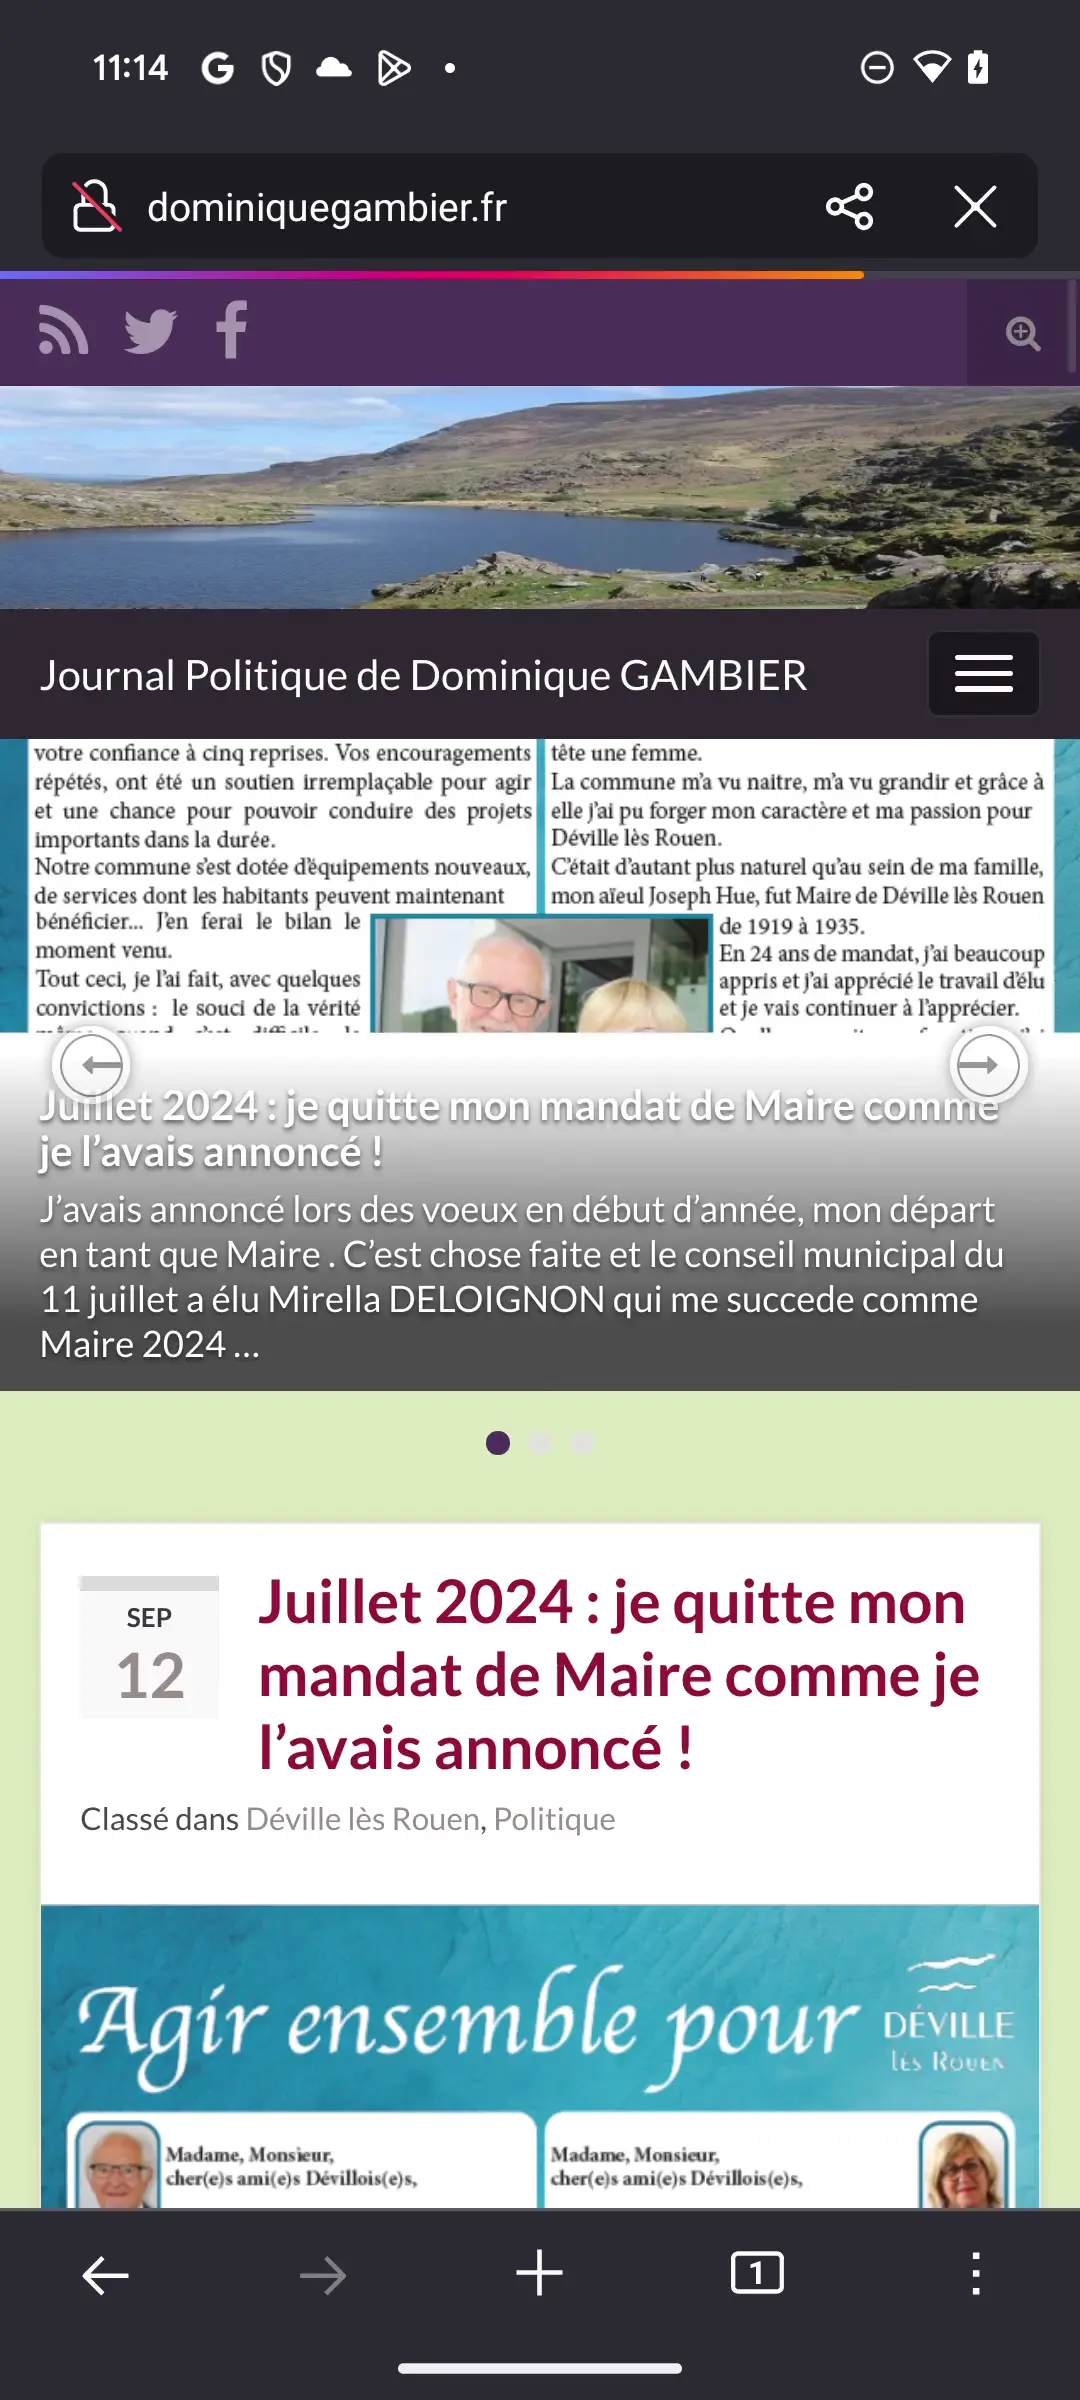 11:14
dominiquegambier.fr
Journal Politique de Dominique GAMBIER
votre confiance à cinq reprises. Vos encouragements
répétés, ont été un soutien irremplaçable pour agir
et une chance pour pouvoir conduire des projets
importants dans la durée.
Notre commune s'est dotée d'équipements nouveaux,
de services dont les habitants peuvent maintenant
bénéficier... J'en ferai le bilan le
moment venu.
Tout ceci, je l'ai fait, avec quelques
convictions : le souci de la vérité
tête une femme.
La commune m'a vu naitre, m'a vu grandir et grâce à
elle j'ai pu forger mon caractère et ma passion pour
Déville lès Rouen.
C'était d'autant plus naturel qu'au sein de ma famille,
mon aïeul Joseph Hue, fut Maire de Déville lès Rouen
de 1919 à 1935.
En 24 ans de mandat, j'ai beaucoup
appris et j'ai apprécié le travail d'élu
et je vais continuer à l'apprécier.
Juillet 2024 : je quitte mon mandat de Maire comme
je l’avais annoncé !
J’avais annoncé lors des voeux en début d’année, mon départ
en tant que Maire . C’est chose faite et le conseil municipal du
11 juillet a élu Mirella DELOIGNON qui me succede comme
Maire 2024 ...
SEP
12
Juillet 2024 : je quitte mon
mandat de Maire comme je
l’avais annoncé !
Classé dans Déville lès Rouen, Politique
Agir ensemble pour
DÉVILLE
lès ROUEN
Madame, Monsieur,
cher(e)s ami(e)s Dévillois(e)s,
Madame, Monsieur,
cher(e)s ami(e)s Dévillois(e)s,
1